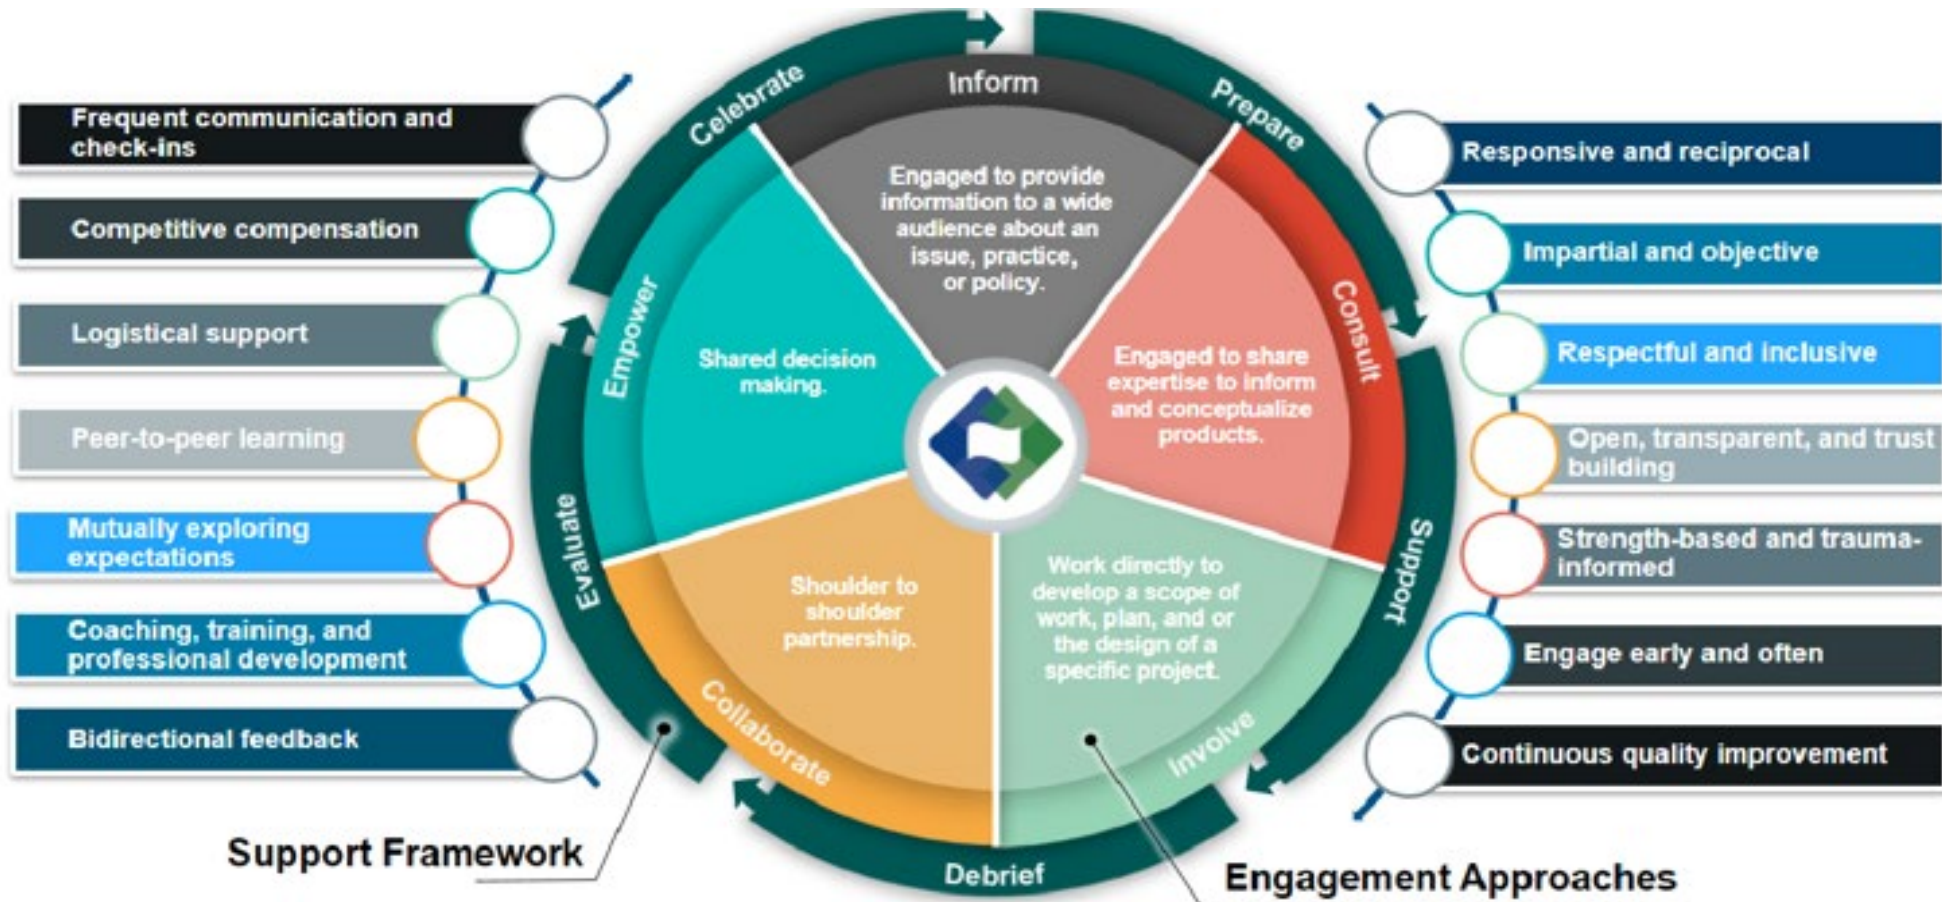 Frequent communication and
check-ins
Competitive compensation
Logistical support
Peer-to-peer learning
Mutually exploring
expectations
Coaching, training, and
professional development
Bidirectional feedback
Support Framework
Celebrate
Prepare
Support
Debrief
Evaluate
Inform
Engaged to provide
information to a wide
audience about an
issue, practice,
or policy.
Consult
Engaged to share
expertise to inform
and conceptualize
products.
Involve
Work directly to
develop a scope of
work, plan, and or
the design of a
specific project.
Collaborate
Shoulder to
shoulder
partnership.
Empower
Shared decision
making.
Engagement Approaches
Responsive and reciprocal
Impartial and objective
Respectful and inclusive
Open, transparent, and trust
building
Strength-based and trauma-
informed
Engage early and often
Continuous quality improvement